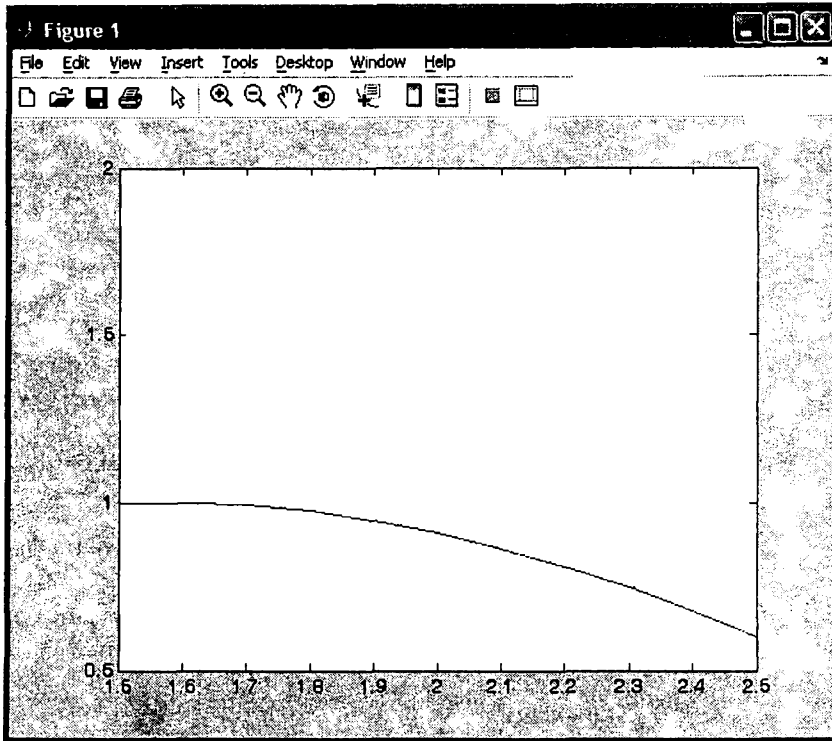 Figure 1
File Edit View Insert Tools Desktop Window Help
2
1.5
1
0.5
1.5 1.6 1.7 1.8 1.9 2 2.1 2.2 2.3 2.4 2.5